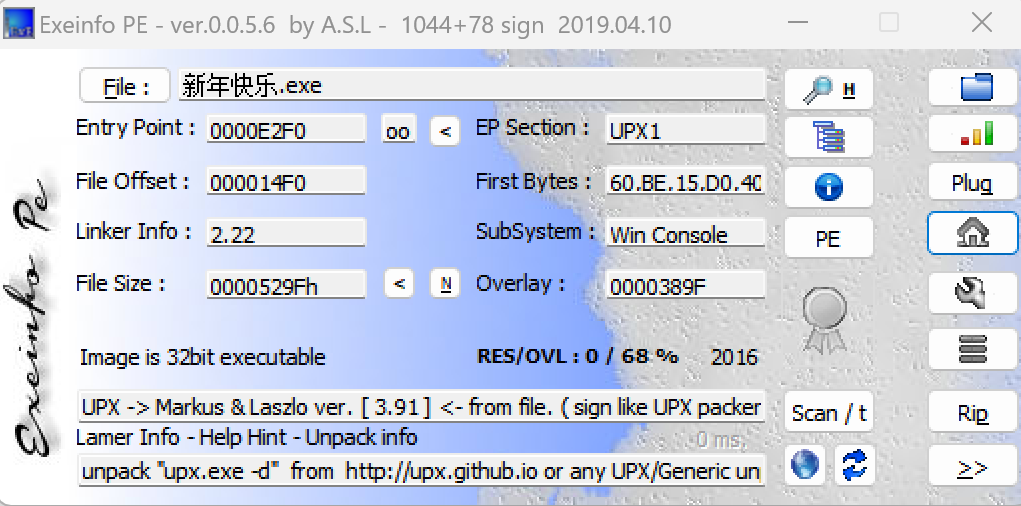 Exeinfo PE - ver.0.0.5.6 by A.S.L - 1044+78 sign 2019.04.10
File : 新年快乐.exe H
Entry Point : 0000E2F0 oo < EP Section : UPX1
File Offset : 000014F0 First Bytes : 60.BE.15.D0.40 Plug
Linker Info : 2.22 SubSystem : Win Console PE
File Size : 0000529Fh < N Overlay : 0000389F
Image is 32bit executable RES/OVL : 0 / 68 % 2016
UPX -> Markus & Laszlo ver. [ 3.91 ] <- from file. ( sign like UPX packer Scan / t Rip
Lamer Info - Help Hint - Unpack info 0 ms.
unpack "upx.exe -d" from http://upx.github.io or any UPX/Generic un >>
Exeinfo Pe